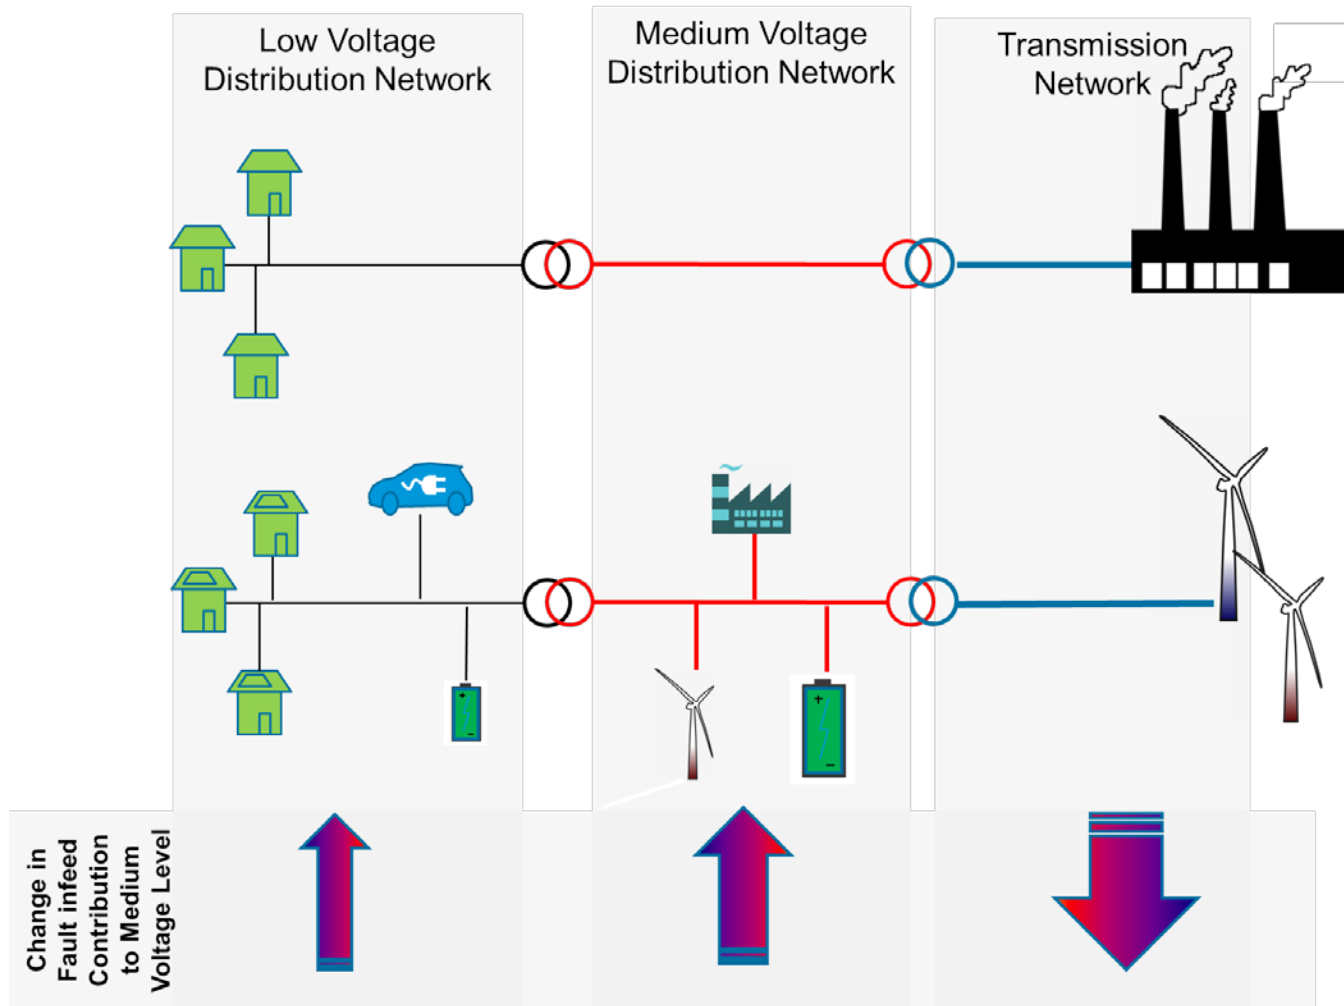 Low Voltage
Distribution Network
Medium Voltage
Distribution Network
Transmission
Network
Change in
Fault infeed
Contribution
to Medium
Voltage Level
+
−
+
−